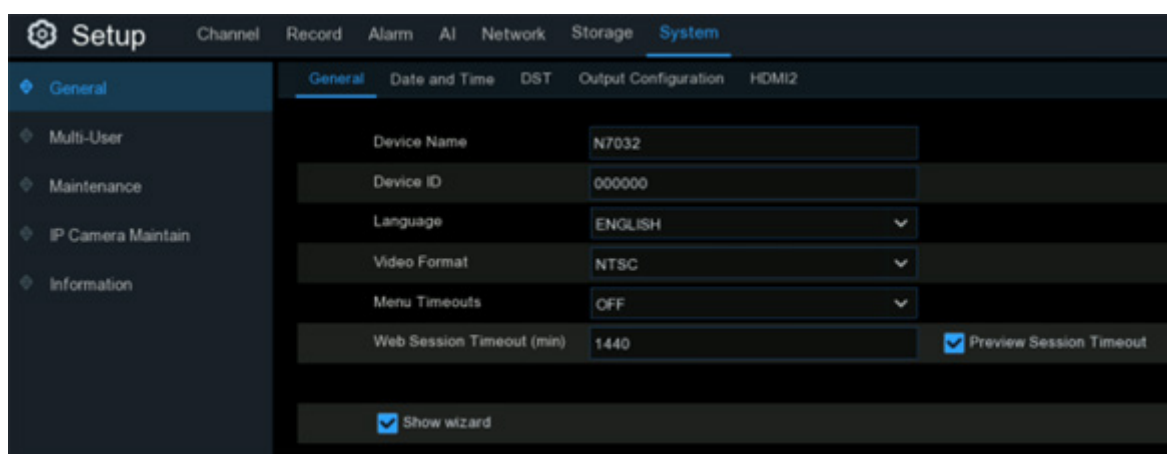 Setup Channel Record Alarm AI Network Storage System
General Date and Time DST Output Configuration HDMI2
General
Multi-User
Maintenance
IP Camera Maintain
Information
Device Name N7032
Device ID 000000
Language ENGLISH
Video Format NTSC
Menu Timeouts OFF
Web Session Timeout (min) 1440 Preview Session Timeout
Show wizard